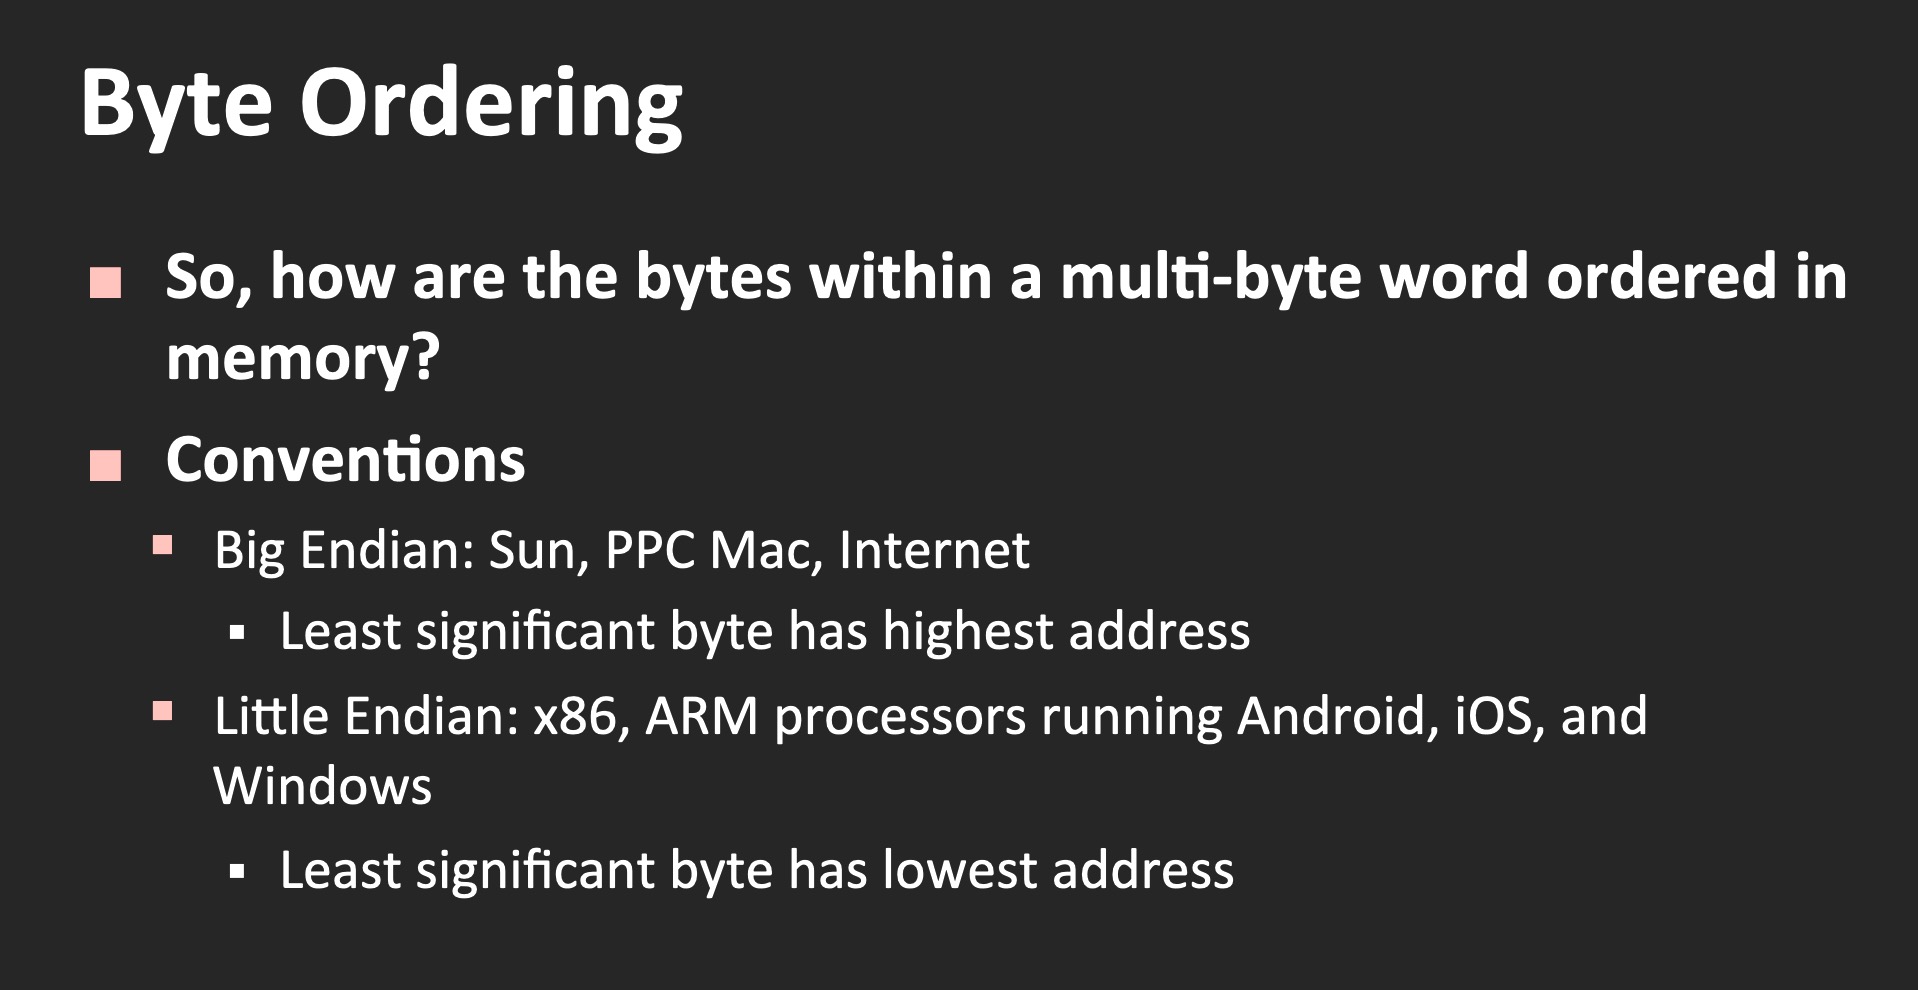 Byte Ordering
So, how are the bytes within a multi-byte word ordered in
memory?
Conventions
Big Endian: Sun, PPC Mac, Internet
Least significant byte has highest address
Little Endian: x86, ARM processors running Android, iOS, and
Windows
Least significant byte has lowest address